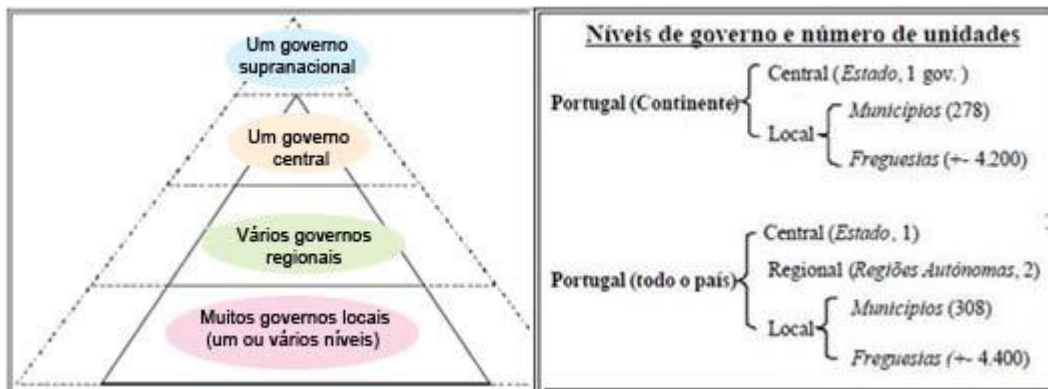 Um governo
supranacional
Um governo
central
Vários governos
regionais
Muitos governos locais
(um ou vários níveis)
Níveis de governo e número de unidades
Portugal (Continente)
Central (Estado, 1 gov. )
Local
Municípios (278)
Freguesias (+- 4.200)
Portugal (todo o país)
Central (Estado, 1)
Regional (Regiões Autónomas, 2)
Local
Municípios (308)
Freguesias (+- 4.400)